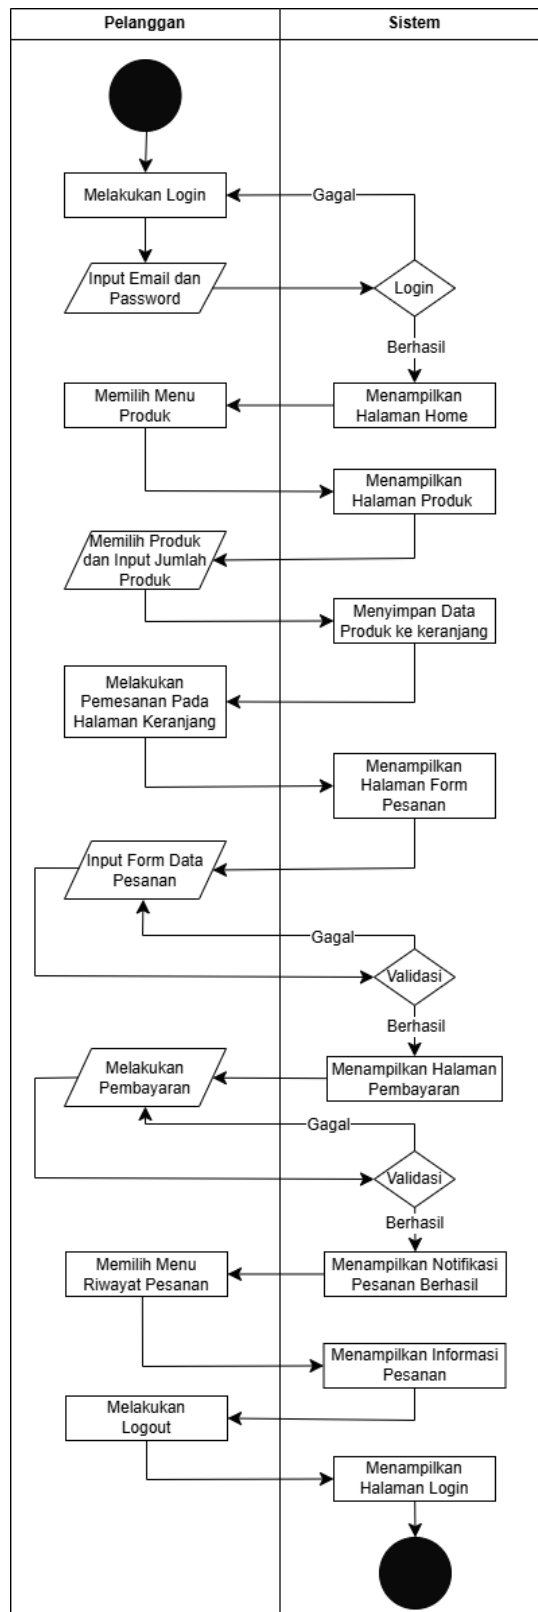 Pelanggan
Sistem
Melakukan Login
Gagal
Input Email dan
Password
Login
Berhasil
Memilih Menu
Produk
Menampilkan
Halaman Home
Menampilkan
Halaman Produk
Memilih Produk
dan Input Jumlah
Produk
Menyimpan Data
Produk ke keranjang
Melakukan
Pemesanan Pada
Halaman Keranjang
Menampilkan
Halaman Form
Pesanan
Input Form Data
Pesanan
Gagal
Validasi
Berhasil
Melakukan
Pembayaran
Menampilkan Halaman
Pembayaran
Gagal
Validasi
Berhasil
Memilih Menu
Riwayat Pesanan
Menampilkan Notifikasi
Pesanan Berhasil
Menampilkan Informasi
Pesanan
Melakukan
Logout
Menampilkan
Halaman Login